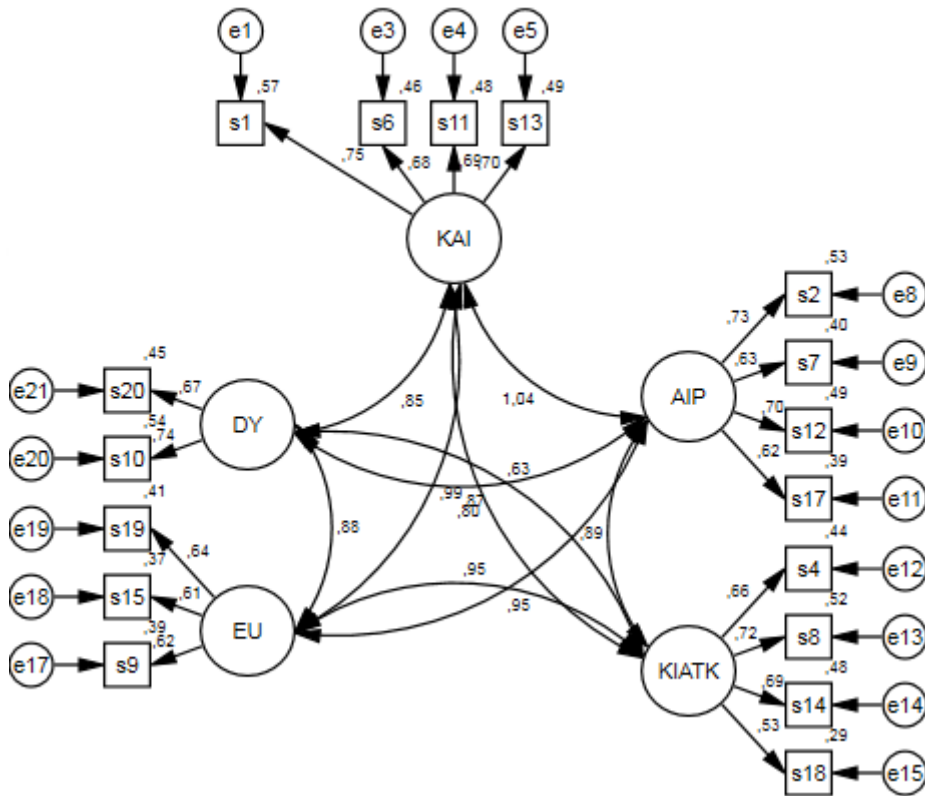 e1 e3 e4 e5
,57 ,46 ,48 ,49
s1 s6 s11 s13
,75 ,68 ,69 ,70
KAI
,53
s2 e8
,73
,40
,45
s7 e9
,63
e21 s20
,67
AIP
,49
,85 1,04
,70
DY
s12 e10
,54
,74
,62
,39
e20 s10
,63
s17 e11
,99 ,87
,80
,41
e19 s19
,88 ,89
,44
,64
,37
,95
s4 e12
,66
e18 s15
,61
,95
,52
EU
,72
s8 e13
,39
,62
e17 s9
KIATK
,48
,69
s14 e14
,53
,29
s18 e15